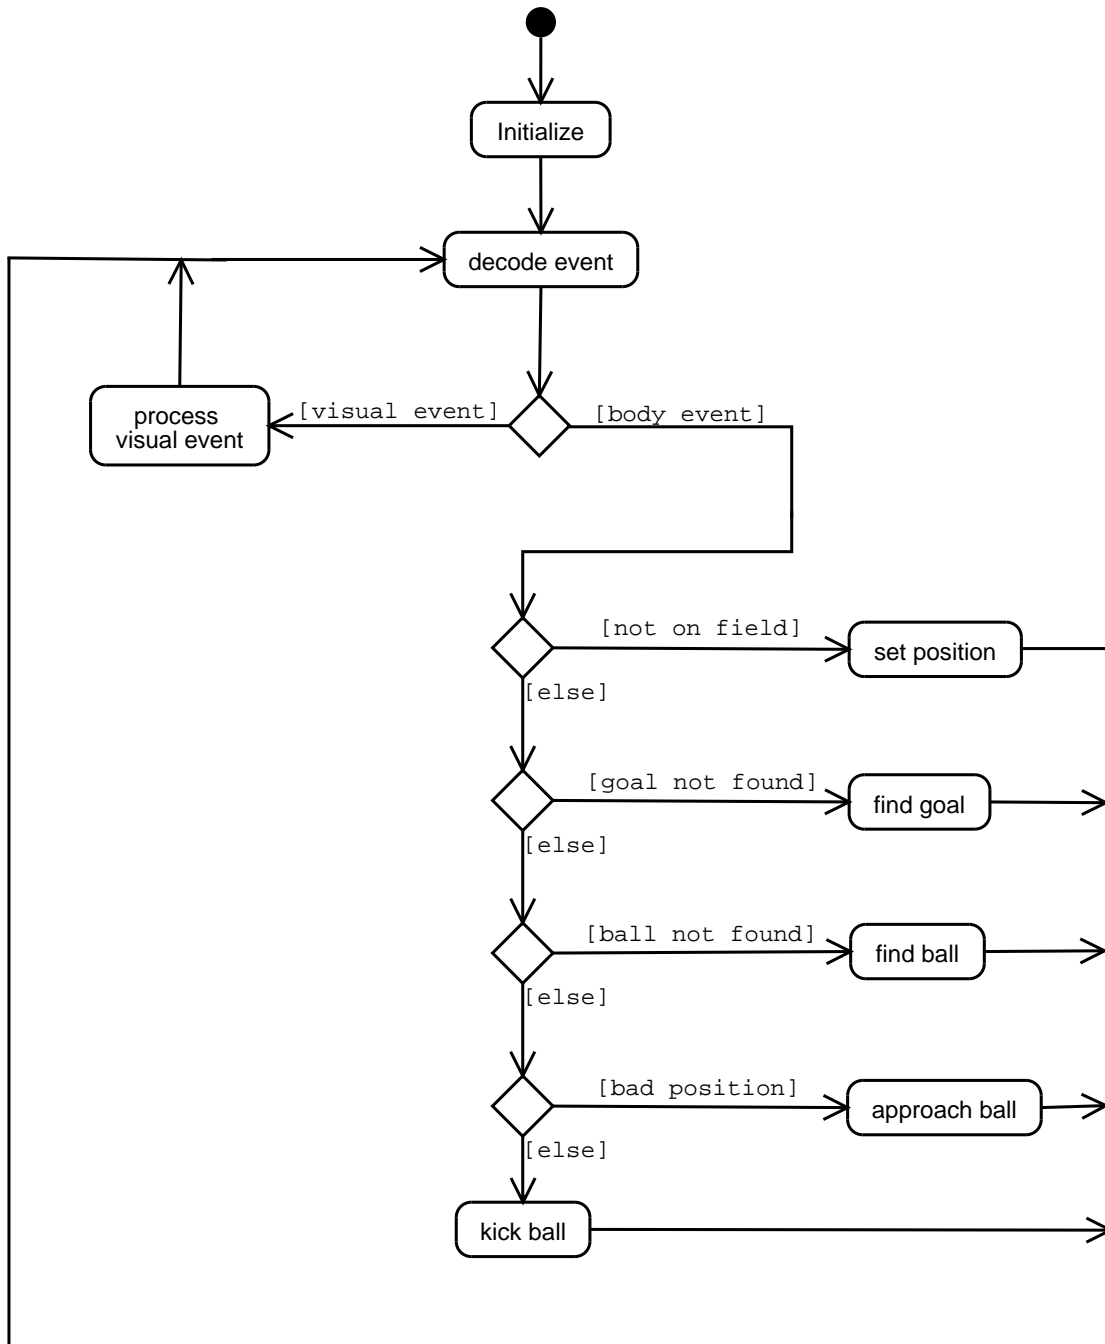 Initialize
decode event
[visual event]
[body event]
process
visual event
[not on field]
set position
[else]
[goal not found]
find goal
[else]
[ball not found]
find ball
[else]
[bad position]
approach ball
[else]
kick ball